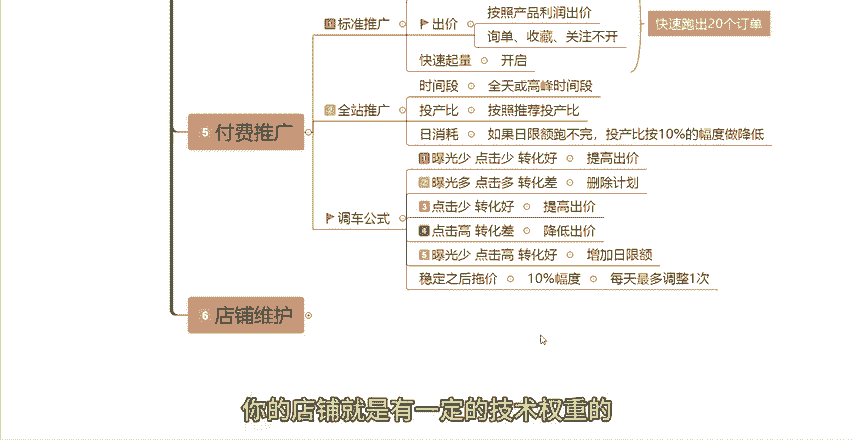 标准推广
出价
按照产品利润出价
询单、收藏、关注不开
快速起量
开启
快速跑出20个订单
5 付费推广
2 全站推广
时间段
全天或高峰时间段
投产比
按照推荐投产比
日消耗
如果日限额跑不完，投产比按10%的幅度做降低
调车公式
1 曝光少 点击少 转化好
提高出价
2 曝光多 点击多 转化差
删除计划
3 点击少 转化好
提高出价
4 点击高 转化差
降低出价
5 曝光少 点击高 转化好
增加日限额
稳定之后拖价
10%幅度
每天最多调整1次
6 店铺维护
你的店铺就是有一定的技术权重的